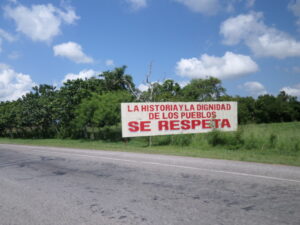 LA HISTORIA Y LA DIGNIDAD
DE LOS PUEBLOS
SE RESPETA